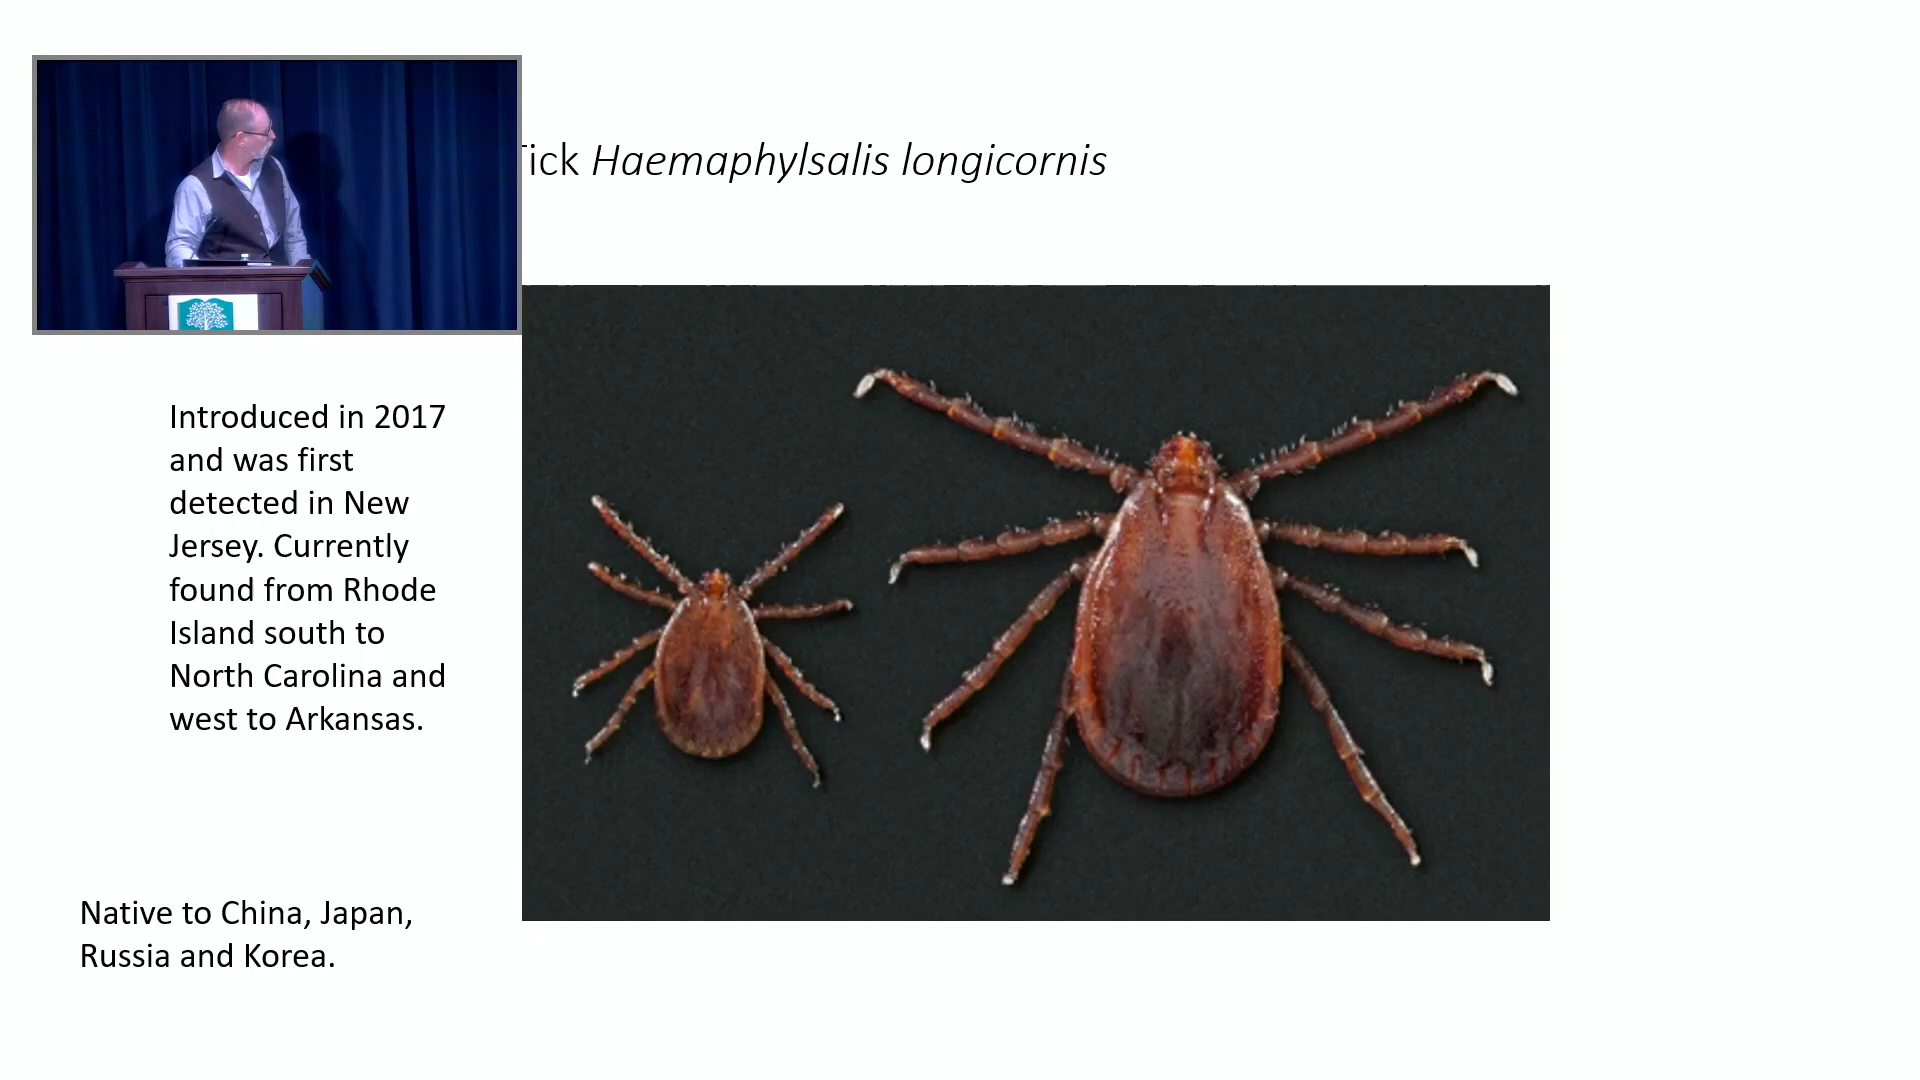 Tick Haemaphylsalis longicornis
Introduced in 2017
and was first
detected in New
Jersey. Currently
found from Rhode
Island south to
North Carolina and
west to Arkansas.
Native to China, Japan,
Russia and Korea.